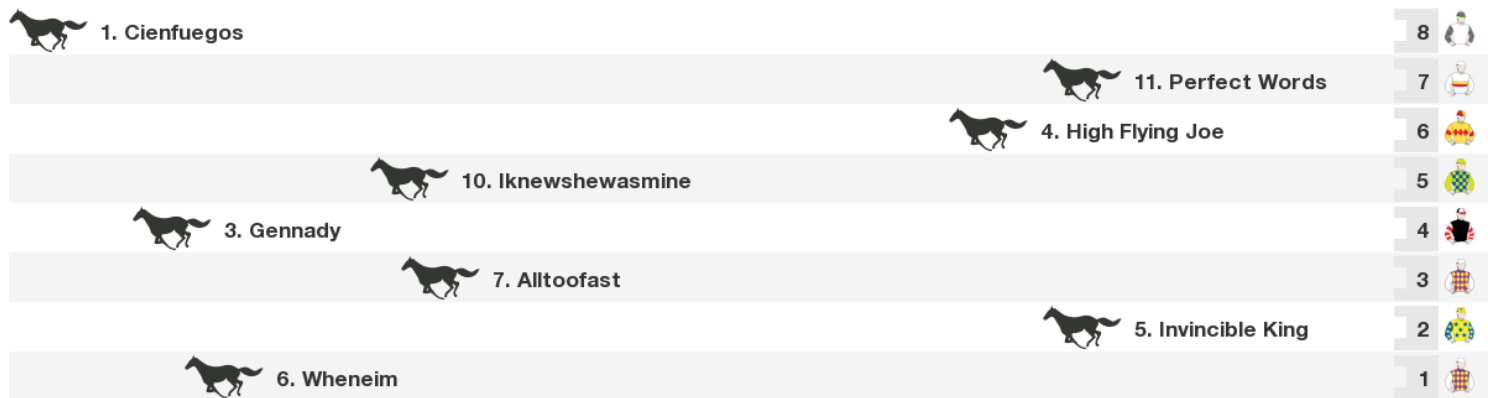 1. Cienfuegos 8
11. Perfect Words 7
4. High Flying Joe 6
10. Iknewshewasmine 5
3. Gennady 4
7. Alltoofast 3
5. Invincible King 2
6. Wheneim 1